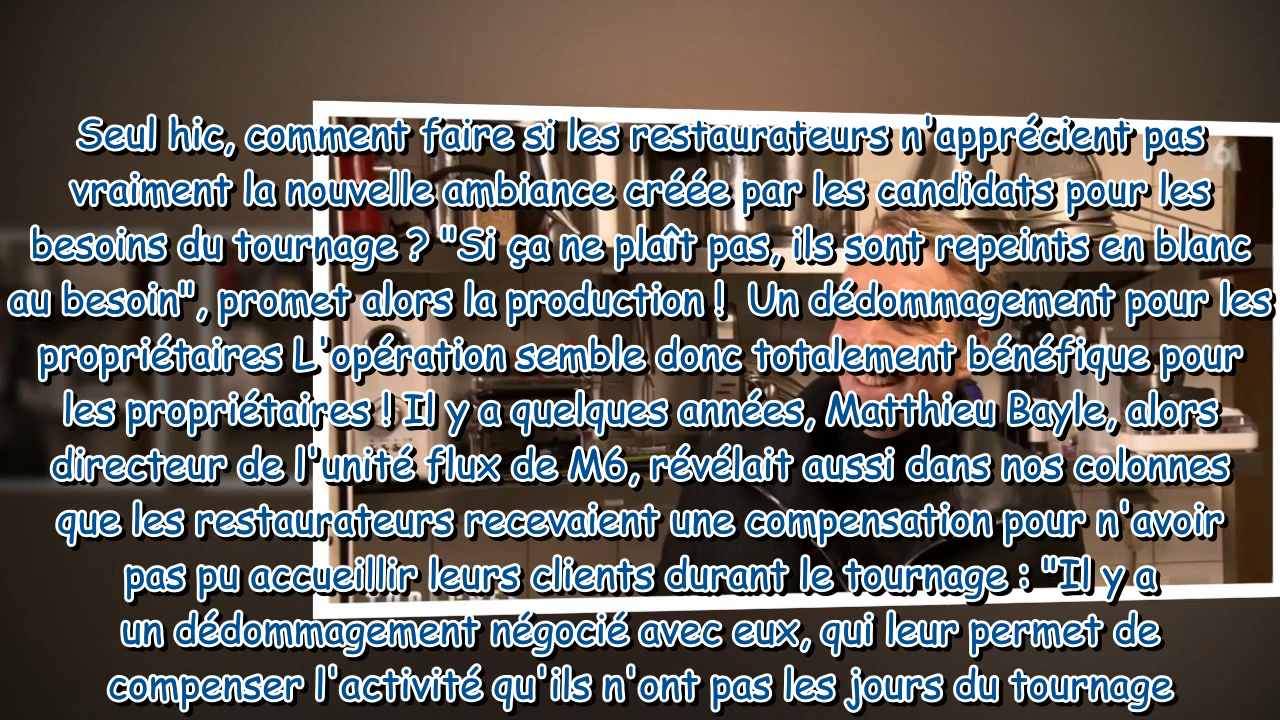 Seul hic, comment faire si les restaurateurs n'apprécient pas
vraiment la nouvelle ambiance créée par les candidats pour les
besoins du tournage ? "Si ça ne plaît pas, ils sont repeints en blanc
au besoin", promet alors la production !  Un dédommagement pour les
propriétaires L'opération semble donc totalement bénéfique pour
les propriétaires ! Il y a quelques années, Matthieu Bayle, alors
directeur de l'unité flux de M6, révélait aussi dans nos colonnes
que les restaurateurs recevaient une compensation pour n'avoir
pas pu accueillir leurs clients durant le tournage : "Il y a
un dédommagement négocié avec eux, qui leur permet de
compenser l'activité qu'ils n'ont pas les jours du tournage